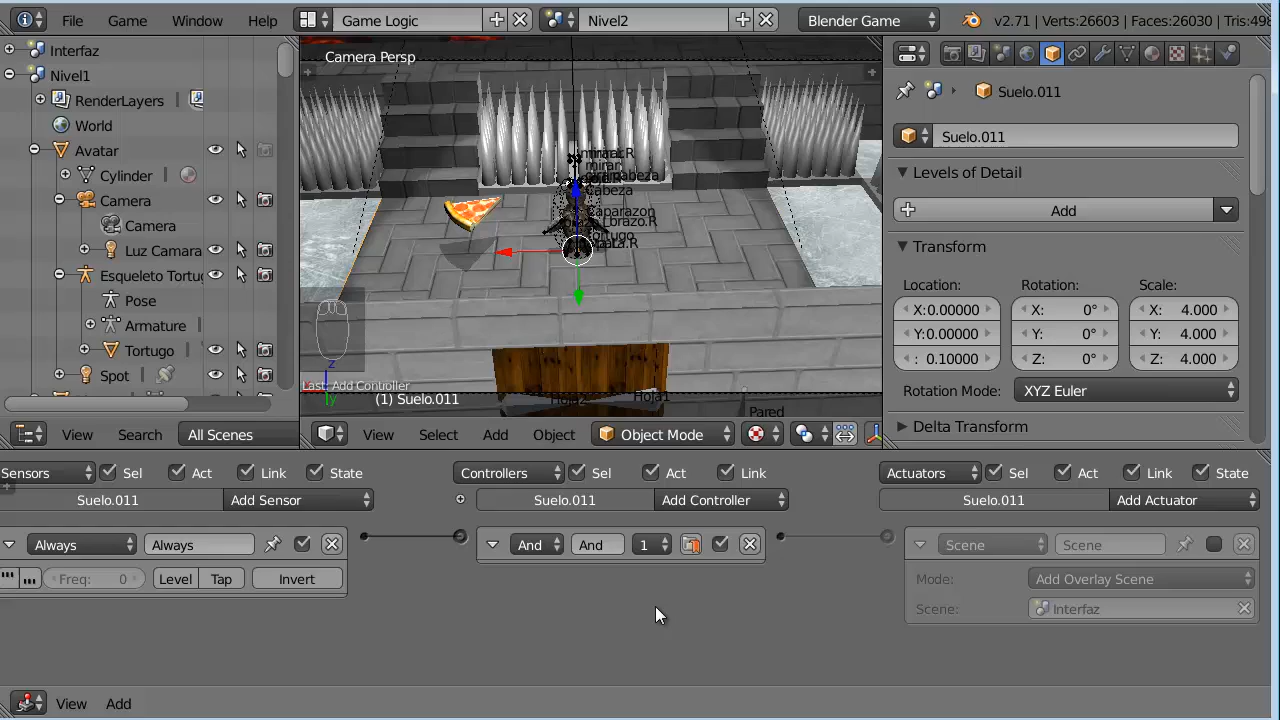 File Game Window Help Game Logic Nivel2 Blender Game v2.71 | Verts:26603 | Faces:26030 | Tris:498
Interfaz
Nivel1
RenderLayers |
World
Avatar
Cylinder |
Camera
Camera
Luz Camara
Esqueleto Tortug
Pose
Armature |
Tortugo
Spot |
View Search All Scenes
Camera Persp
mirar
Cabeza
Caparazon
Last: Add Controller
(1) Suelo.011
Hoja2
Hoja1
Pared
z
y
View Select Add Object Object Mode
Suelo.011
Suelo.011
Levels of Detail
Add
Transform
Location: Rotation: Scale:
X:0.00000 X: 0° X: 4.000
Y:0.00000 Y: 0° Y: 4.000
: 0.10000 Z: 0° Z: 4.000
Rotation Mode: XYZ Euler
Delta Transform
Sensors Sel Act Link State
Suelo.011 Add Sensor
Always Always
Freq: 0 Level Tap Invert
Controllers Sel Act Link
Suelo.011 Add Controller
And And 1
Actuators Sel Act Link State
Suelo.011 Add Actuator
Scene Scene
Mode: Add Overlay Scene
Scene: Interfaz
View Add